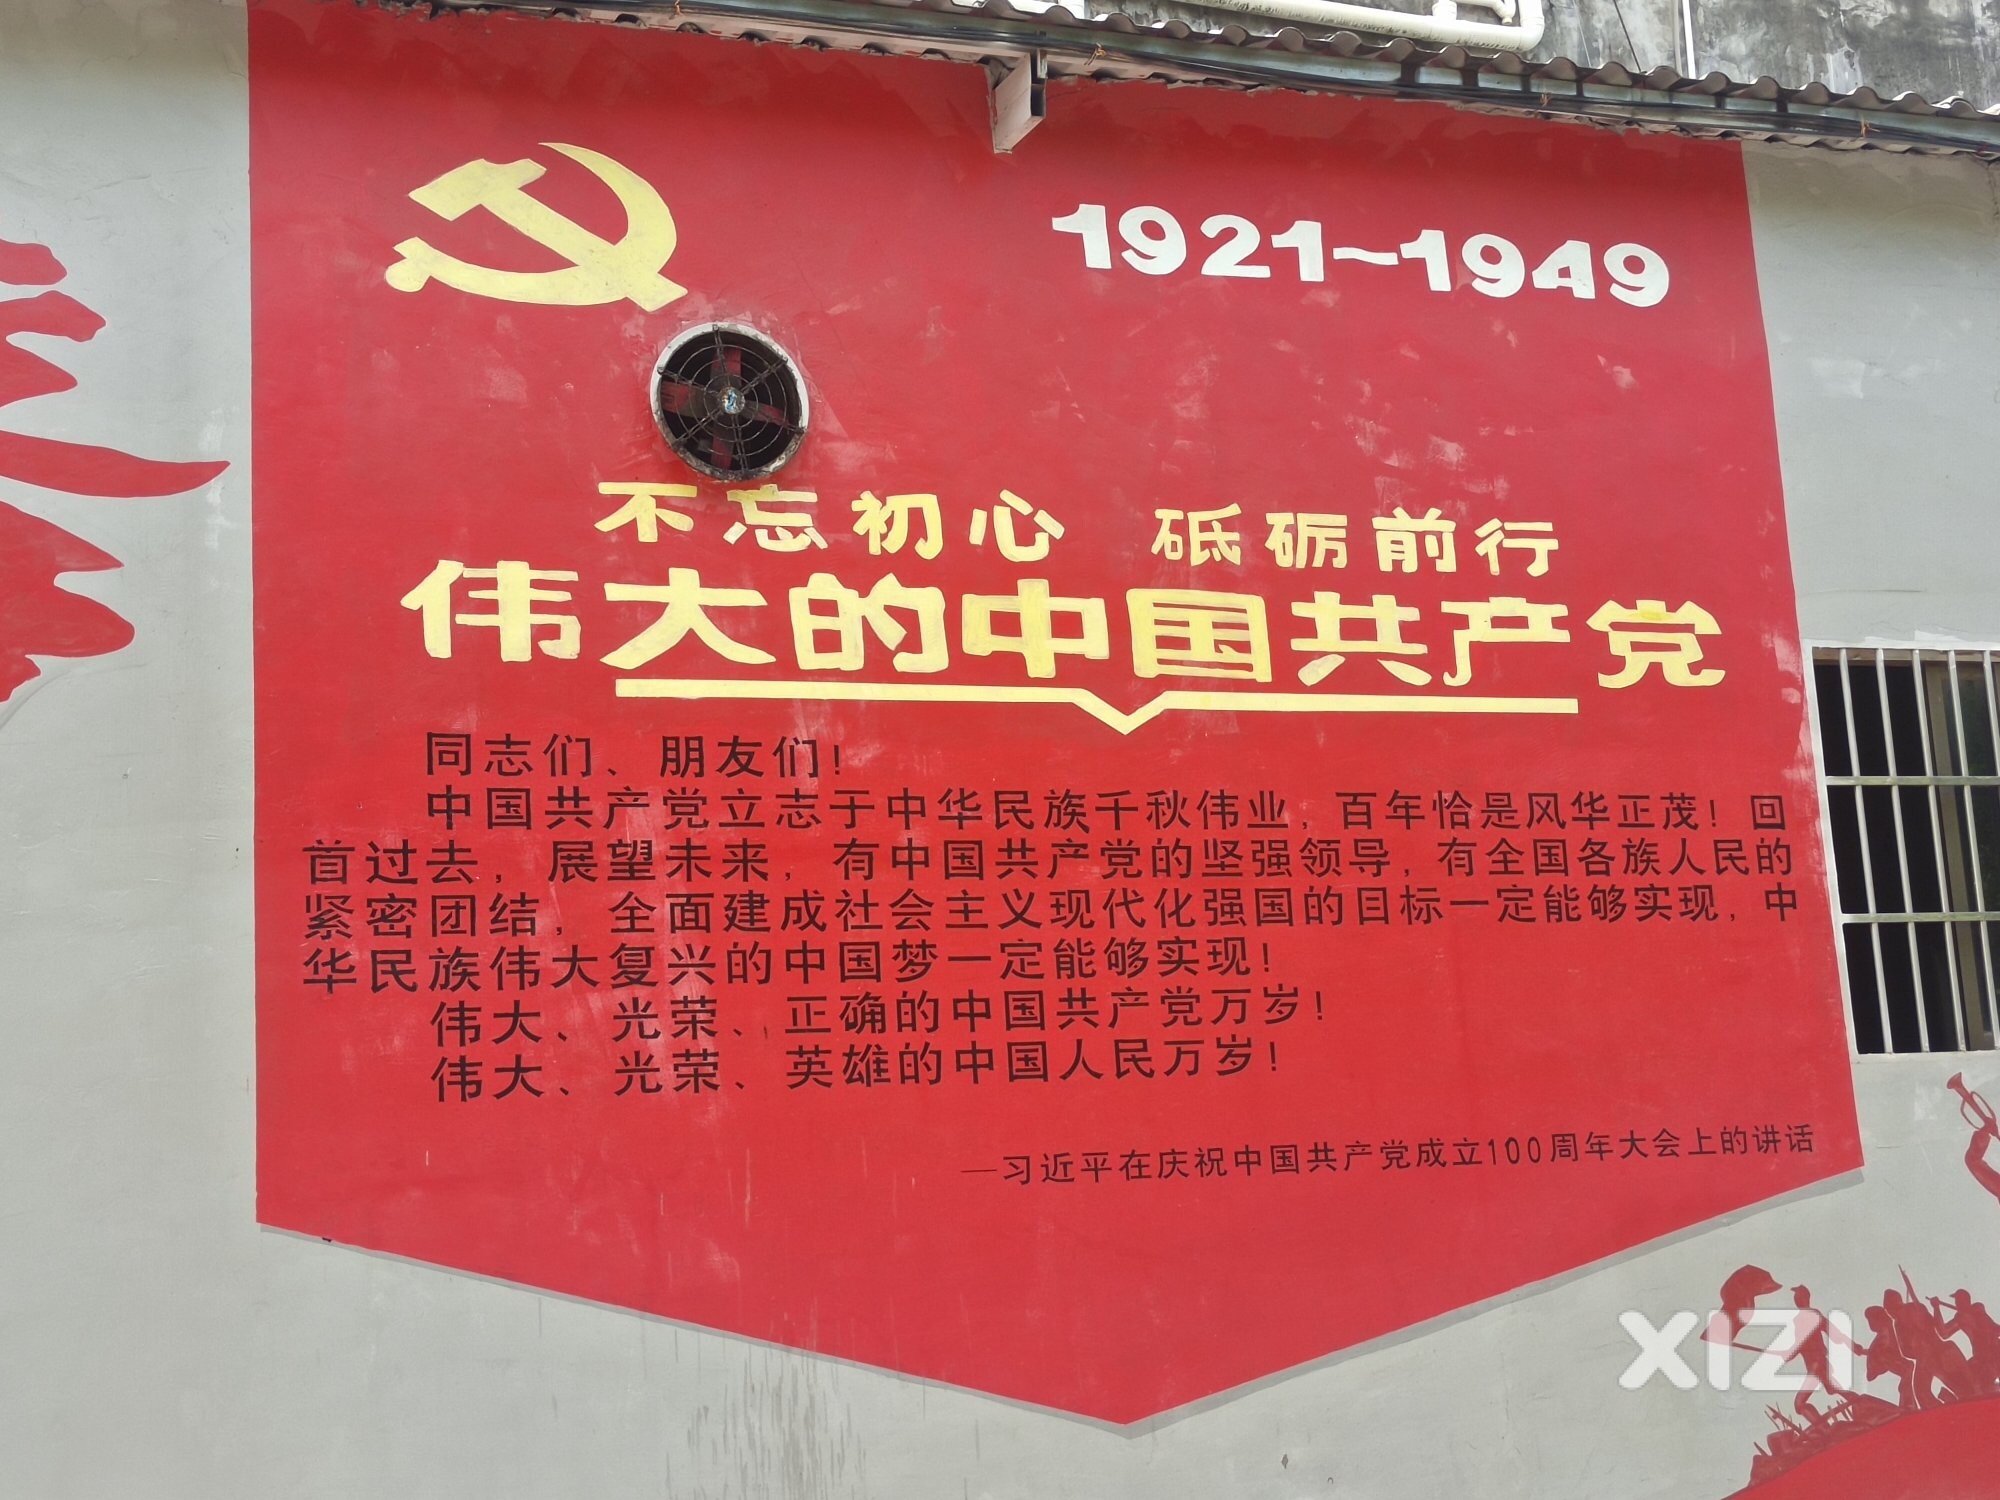 1921~1949
不忘初心 砥砺前行
伟大的中国共产党
同志们、朋友们！
中国共产党立志于中华民族千秋伟业，百年恰是风华正茂！回
首过去，展望未来，有中国共产党的坚强领导，有全国各族人民的
紧密团结，全面建成社会主义现代化强国的目标一定能够实现，中
华民族伟大复兴的中国梦一定能够实现！
伟大、光荣、正确的中国共产党万岁！
伟大、光荣、英雄的中国人民万岁！
—习近平在庆祝中国共产党成立100周年大会上的讲话
XIZI